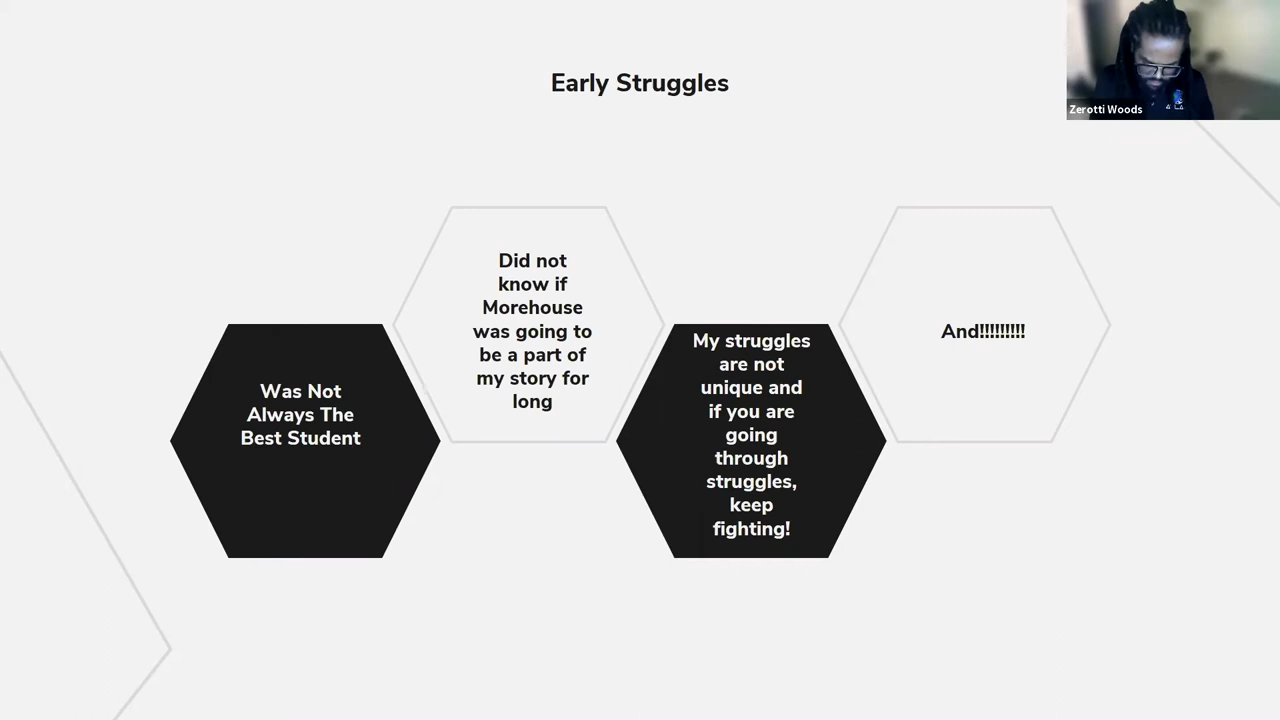 Early Struggles
Zerotti Woods
Was Not
Always The
Best Student
Did not
know if
Morehouse
was going to
be a part of
my story for
long
My struggles
are not
unique and
if you are
going
through
struggles,
keep
fighting!
And!!!!!!!!!